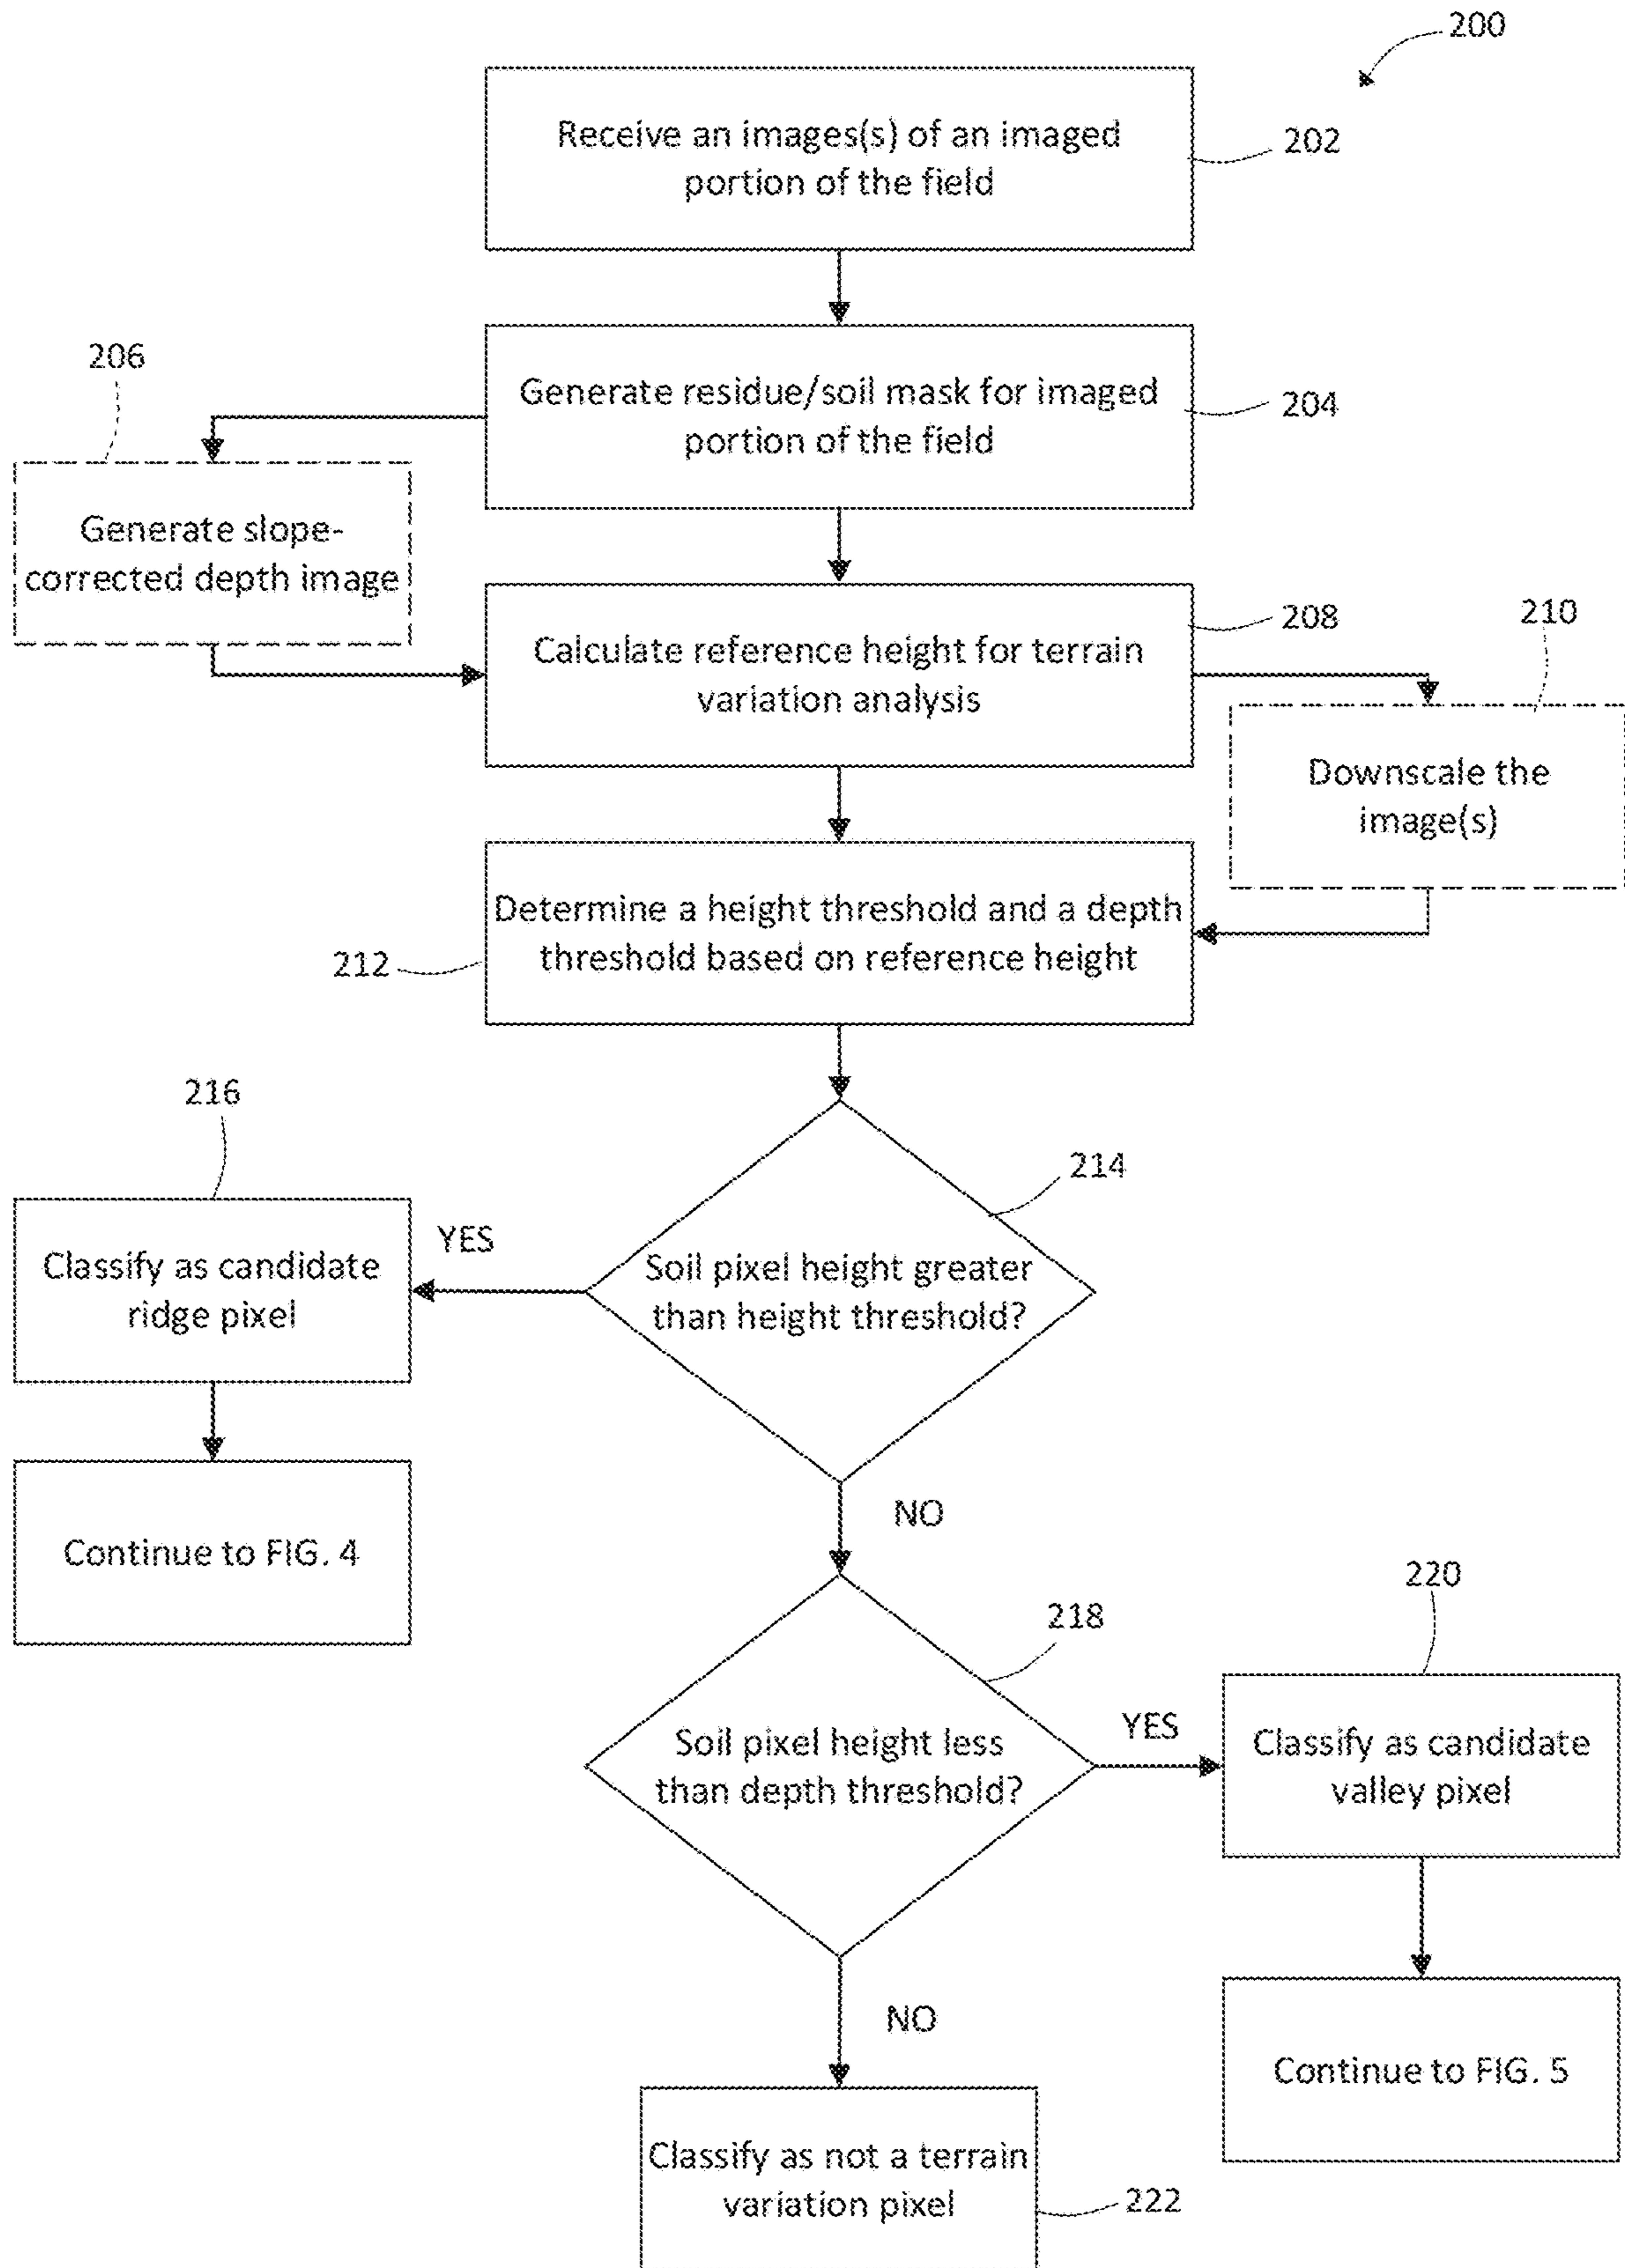 200
Receive an images(s) of an imaged
portion of the field
202
206
Generate residue/soil mask for imaged
portion of the field
204
Generate slope-
corrected depth image
208
Calculate reference height for terrain
variation analysis
210
Downscale the
image(s)
Determine a height threshold and a depth
threshold based on reference height
212
216
214
Classify as candidate
ridge pixel
YES
Soil pixel height greater
than height threshold?
NO
Continue to FIG. 4
220
218
Soil pixel height less
than depth threshold?
YES
Classify as candidate
valley pixel
NO
Continue to FIG. 5
Classify as not a terrain
variation pixel
222